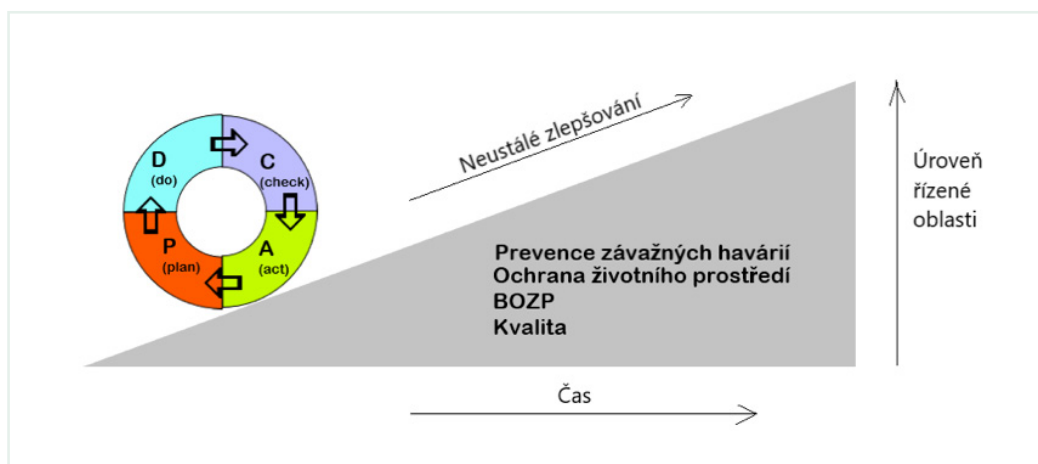 D
(do)
C
(check)
P
(plan)
A
(act)
Neustálé zlepšování
Prevence závažných havárií
Ochrana životního prostředí
BOZP
Kvalita
Úroveň
řízené
oblasti
Čas